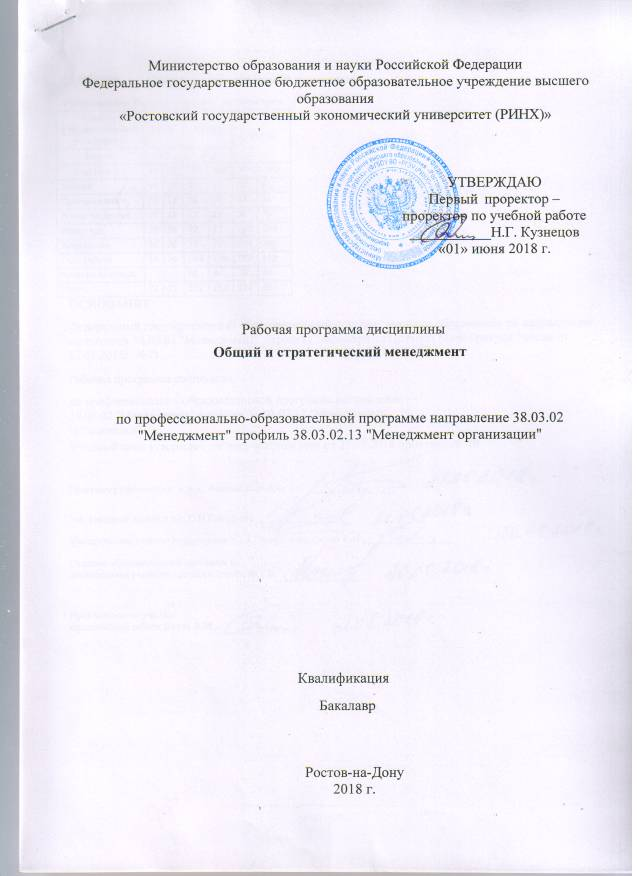 Министерство образования и науки Российской Федерации
Федеральное государственное бюджетное образовательное учреждение высшего
образования
«Ростовский государственный экономический университет (РИНХ)»
УТВЕРЖДАЮ
Первый проректор –
проректор по учебной работе
Н.Г. Кузнецов
«01» июня 2018 г.
Рабочая программа дисциплины
Общий и стратегический менеджмент
по профессионально-образовательной программе направление 38.03.02
"Менеджмент" профиль 38.03.02.13 "Менеджмент организации"
Квалификация
Бакалавр
Ростов-на-Дону
2018 г.